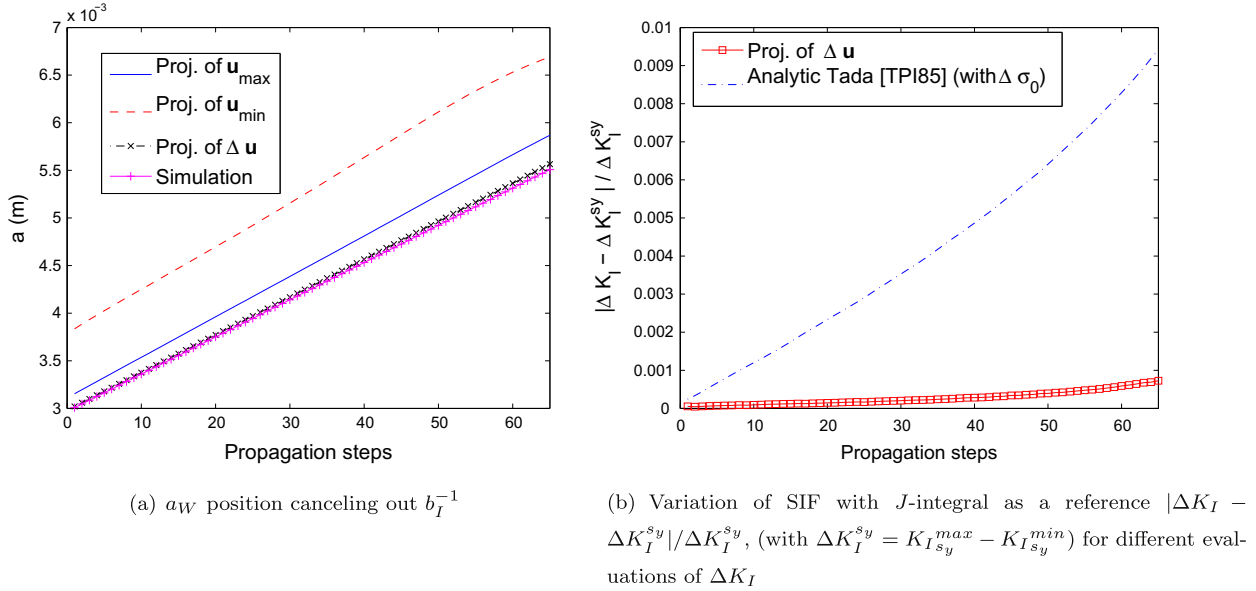 × 10⁻³
7
6.5
6
5.5
5
4.5
4
3.5
3
a (m)
Proj. of u_max
Proj. of u_min
Proj. of Δ u
Simulation
0 10 20 30 40 50 60
Propagation steps
(a) a_W position canceling out b_I^{-1}
0.01
0.009
0.008
0.007
0.006
0.005
0.004
0.003
0.002
0.001
0
|Δ K_I − Δ K_I^{sy} | / Δ K_I^{sy}
Proj. of Δ u
Analytic Tada [TPI85] (with Δ σ_0)
0 10 20 30 40 50 60
Propagation steps
(b) Variation of SIF with J-integral as a reference |ΔK_I −
ΔK_I^{s_y}|/ΔK_I^{s_y}, (with ΔK_I^{s_y} = K_I_{s_y}^{max} − K_I_{s_y}^{min}) for different eval-
uations of ΔK_I